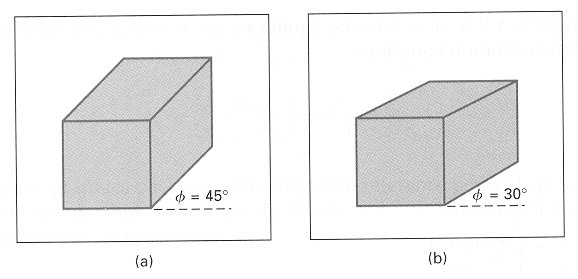 ϕ = 45°
ϕ = 30°
(a)
(b)